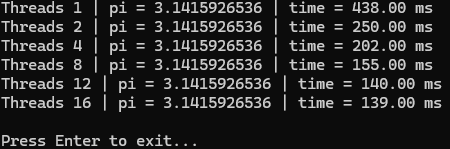 Threads 1 | pi = 3.1415926536 | time = 438.00 ms
Threads 2 | pi = 3.1415926536 | time = 250.00 ms
Threads 4 | pi = 3.1415926536 | time = 202.00 ms
Threads 8 | pi = 3.1415926536 | time = 155.00 ms
Threads 12 | pi = 3.1415926536 | time = 140.00 ms
Threads 16 | pi = 3.1415926536 | time = 139.00 ms
Press Enter to exit...